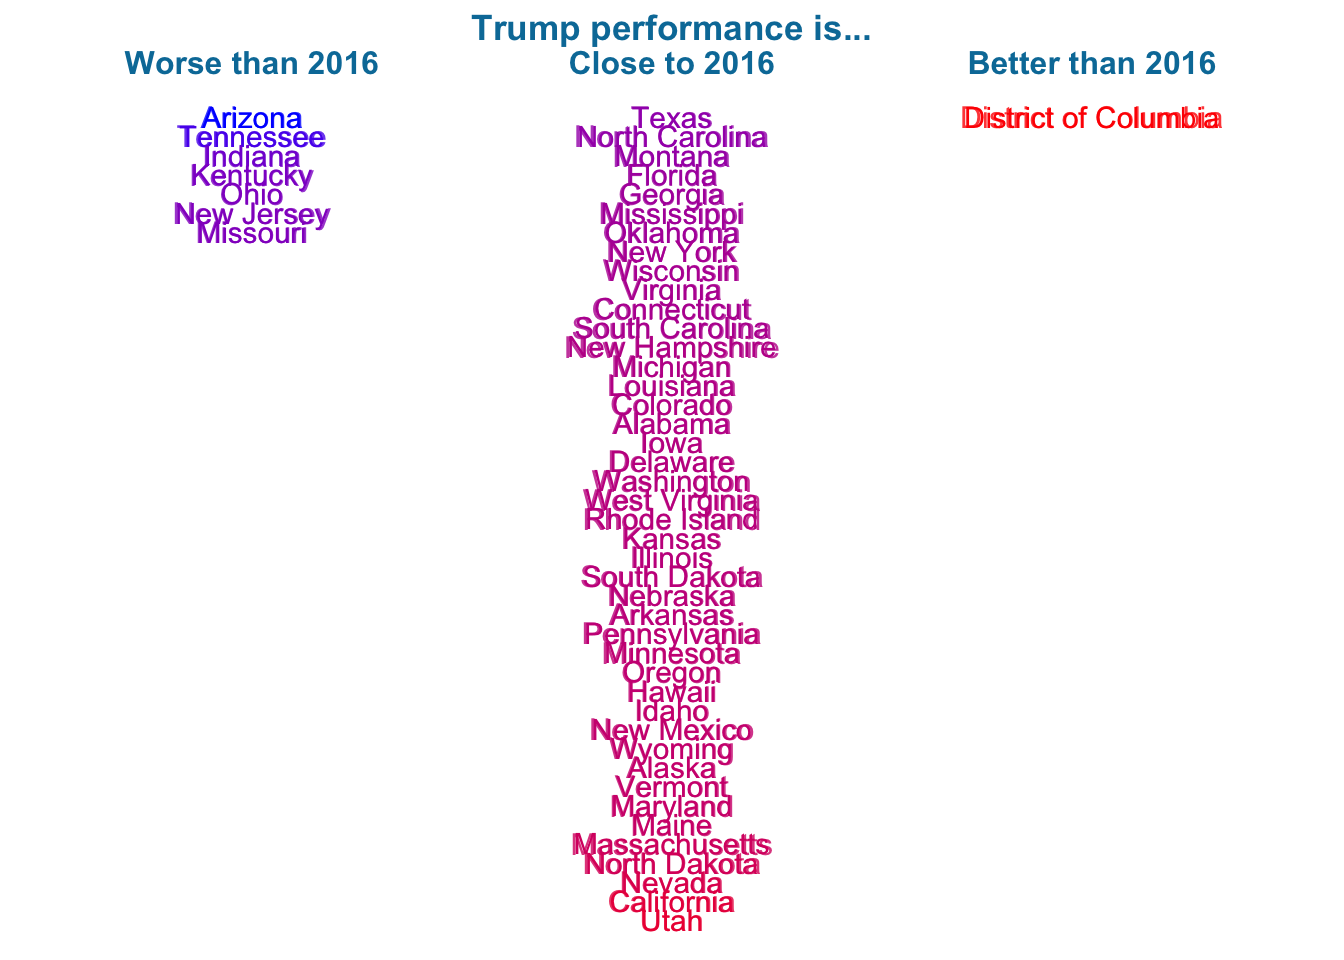 Trump performance is...
Worse than 2016
Close to 2016
Better than 2016
Arizona
Tennessee
Indiana
Kentucky
Ohio
New Jersey
Missouri
Texas
North Carolina
Montana
Florida
Georgia
Mississippi
Oklahoma
New York
Wisconsin
Virginia
Connecticut
South Carolina
New Hampshire
Michigan
Louisiana
Colorado
Alabama
Iowa
Delaware
Washington
West Virginia
Rhode Island
Kansas
Illinois
South Dakota
Nebraska
Arkansas
Pennsylvania
Minnesota
Oregon
Hawaii
Idaho
New Mexico
Wyoming
Alaska
Vermont
Maryland
Maine
Massachusetts
North Dakota
Nevada
California
Utah
District of Columbia